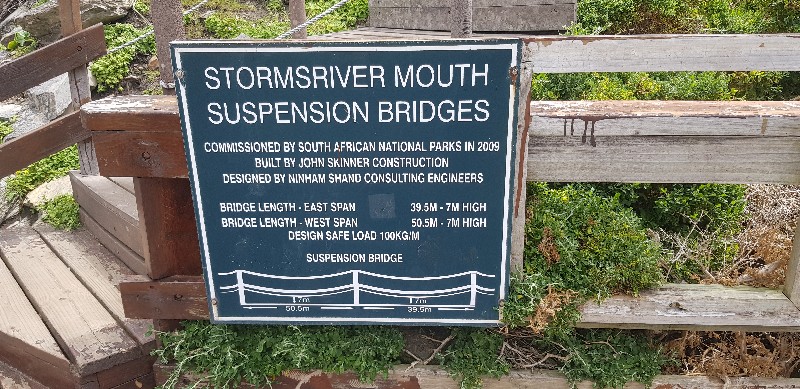 STORMSRIVER MOUTH
SUSPENSION BRIDGES
COMMISSIONED BY SOUTH AFRICAN NATIONAL PARKS IN 2009
BUILT BY JOHN SKINNER CONSTRUCTION
DESIGNED BY NINHAM SHAND CONSULTING ENGINEERS
BRIDGE LENGTH - EAST SPAN 39.5M - 7M HIGH
BRIDGE LENGTH - WEST SPAN 50.5M - 7M HIGH
DESIGN SAFE LOAD 100KG/M
SUSPENSION BRIDGE
7m 7m
50.5m 39.5m